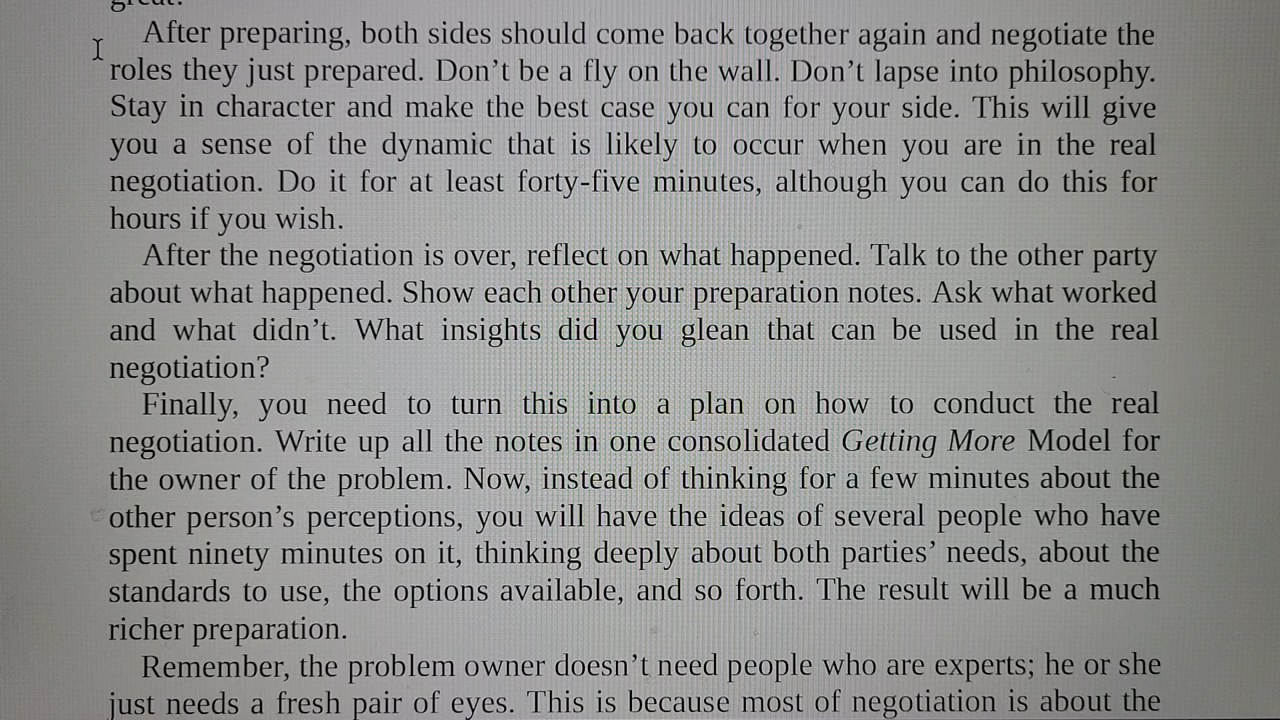 great.
After preparing, both sides should come back together again and negotiate the
roles they just prepared. Don’t be a fly on the wall. Don’t lapse into philosophy.
Stay in character and make the best case you can for your side. This will give
you a sense of the dynamic that is likely to occur when you are in the real
negotiation. Do it for at least forty-five minutes, although you can do this for
hours if you wish.
After the negotiation is over, reflect on what happened. Talk to the other party
about what happened. Show each other your preparation notes. Ask what worked
and what didn’t. What insights did you glean that can be used in the real
negotiation?
Finally, you need to turn this into a plan on how to conduct the real
negotiation. Write up all the notes in one consolidated Getting More Model for
the owner of the problem. Now, instead of thinking for a few minutes about the
other person’s perceptions, you will have the ideas of several people who have
spent ninety minutes on it, thinking deeply about both parties’ needs, about the
standards to use, the options available, and so forth. The result will be a much
richer preparation.
Remember, the problem owner doesn’t need people who are experts; he or she
just needs a fresh pair of eyes. This is because most of negotiation is about the